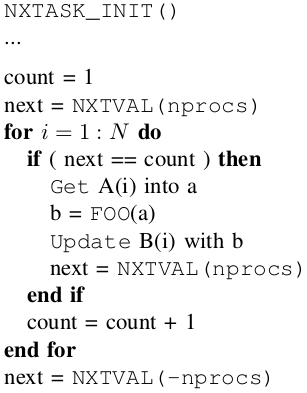 NXTASK_INIT()
...
count = 1
next = NXTVAL(nprocs)
for i = 1 : N do
if ( next == count ) then
Get A(i) into a
b = FOO(a)
Update B(i) with b
next = NXTVAL(nprocs)
end if
count = count + 1
end for
next = NXTVAL(-nprocs)